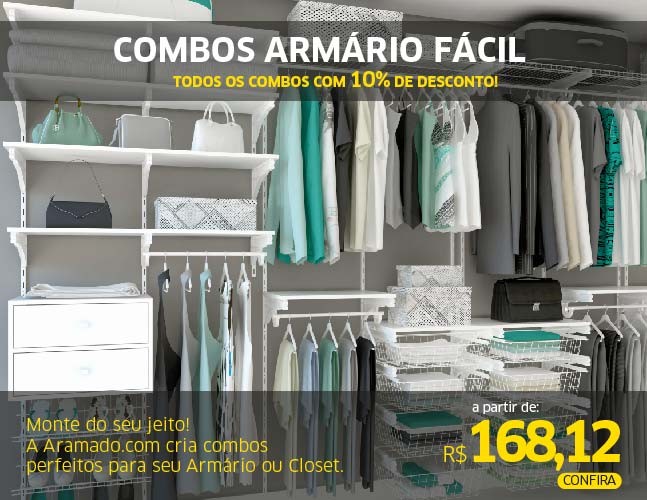 COMBOS ARMÁRIO FÁCIL
TODOS OS COMBOS COM 10% DE DESCONTO!
Monte do seu jeito!
A Aramado.com cria combos
perfeitos para seu Armário ou Closet.
a partir de:
R$ 168,12
CONFIRA